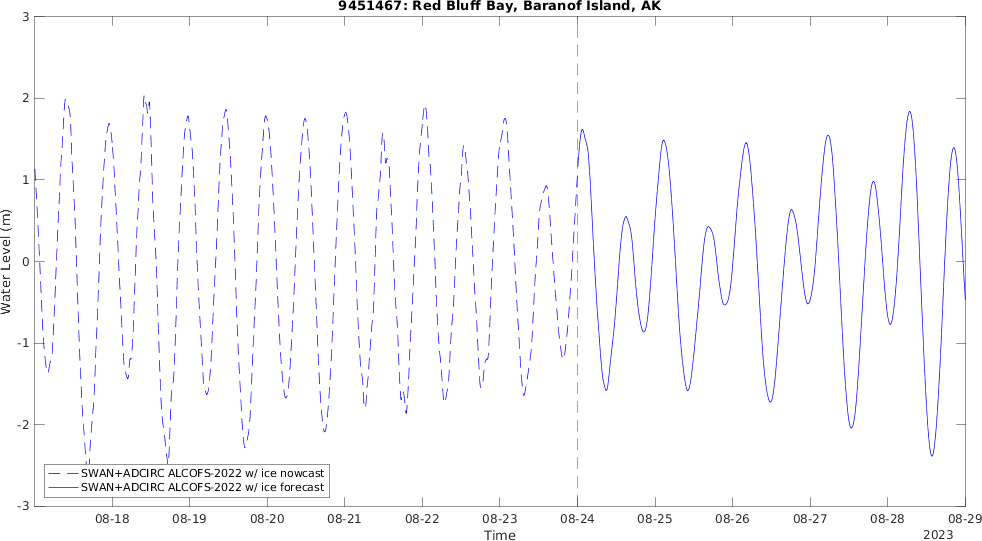 9451467: Red Bluff Bay, Baranof Island, AK
3
2
1
0
-1
-2
-3
Water Level (m)
SWAN+ADCIRC ALCOFS-2022 w/ ice nowcast
SWAN+ADCIRC ALCOFS-2022 w/ ice forecast
08-18 08-19 08-20 08-21 08-22 08-23 08-24 08-25 08-26 08-27 08-28 08-29
Time
2023